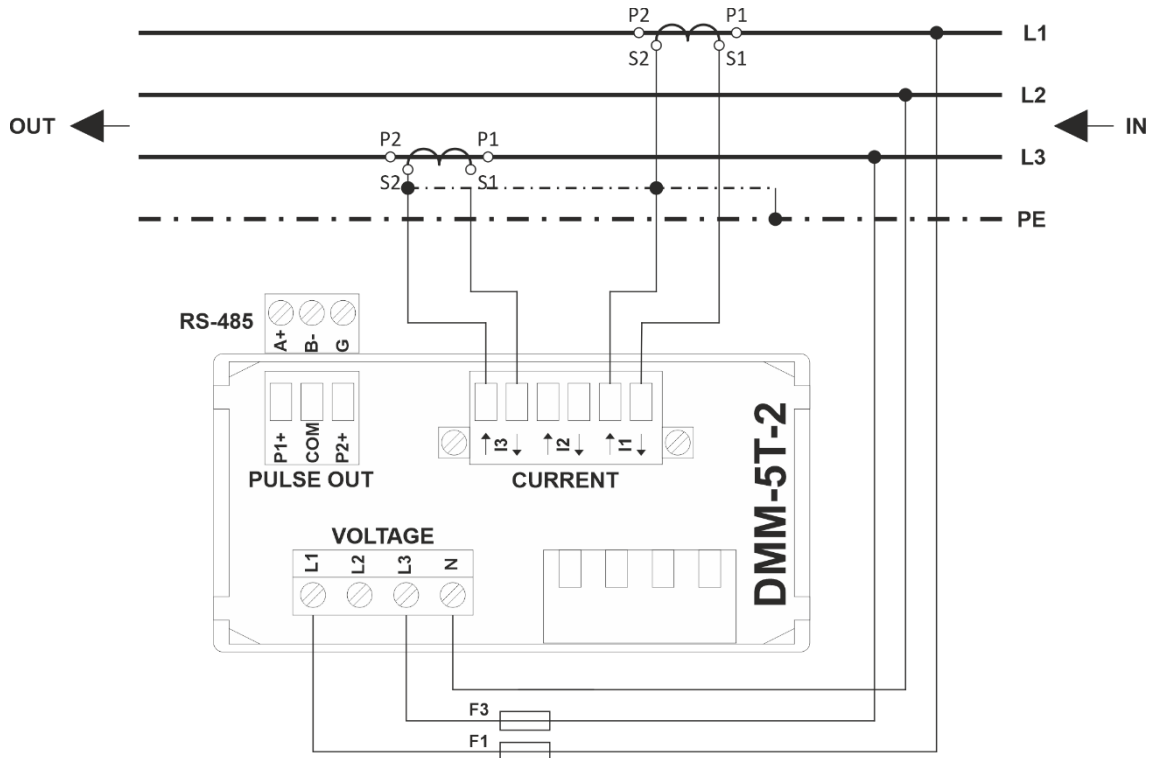 P2 P1
L1
S2 S1
L2
OUT
IN
P2 P1
L3
S2 S1
PE
RS-485
A+ B- G
P1+ COM P2+
I3 I2 I1
PULSE OUT
CURRENT
DMM-5T-2
VOLTAGE
L1 L2 L3 N
F3
F1